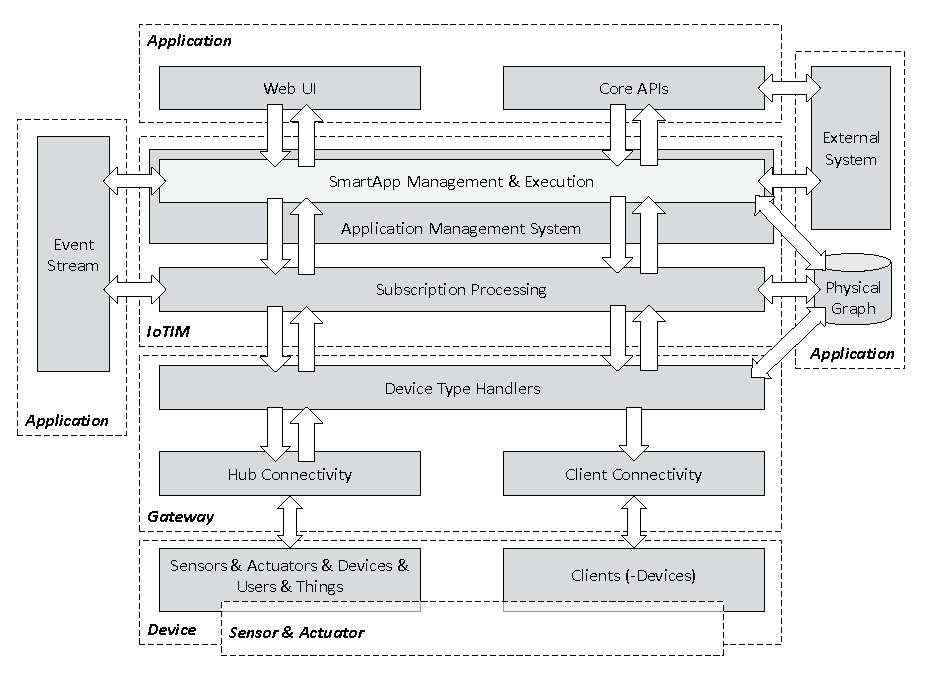 Application
Web UI
Core APIs
External
System
SmartApp Management & Execution
Application Management System
Event
Stream
Subscription Processing
Physical
Graph
IoTIM
Application
Device Type Handlers
Application
Hub Connectivity
Client Connectivity
Gateway
Sensors & Actuators & Devices &
Users & Things
Clients (-Devices)
Device
Sensor & Actuator